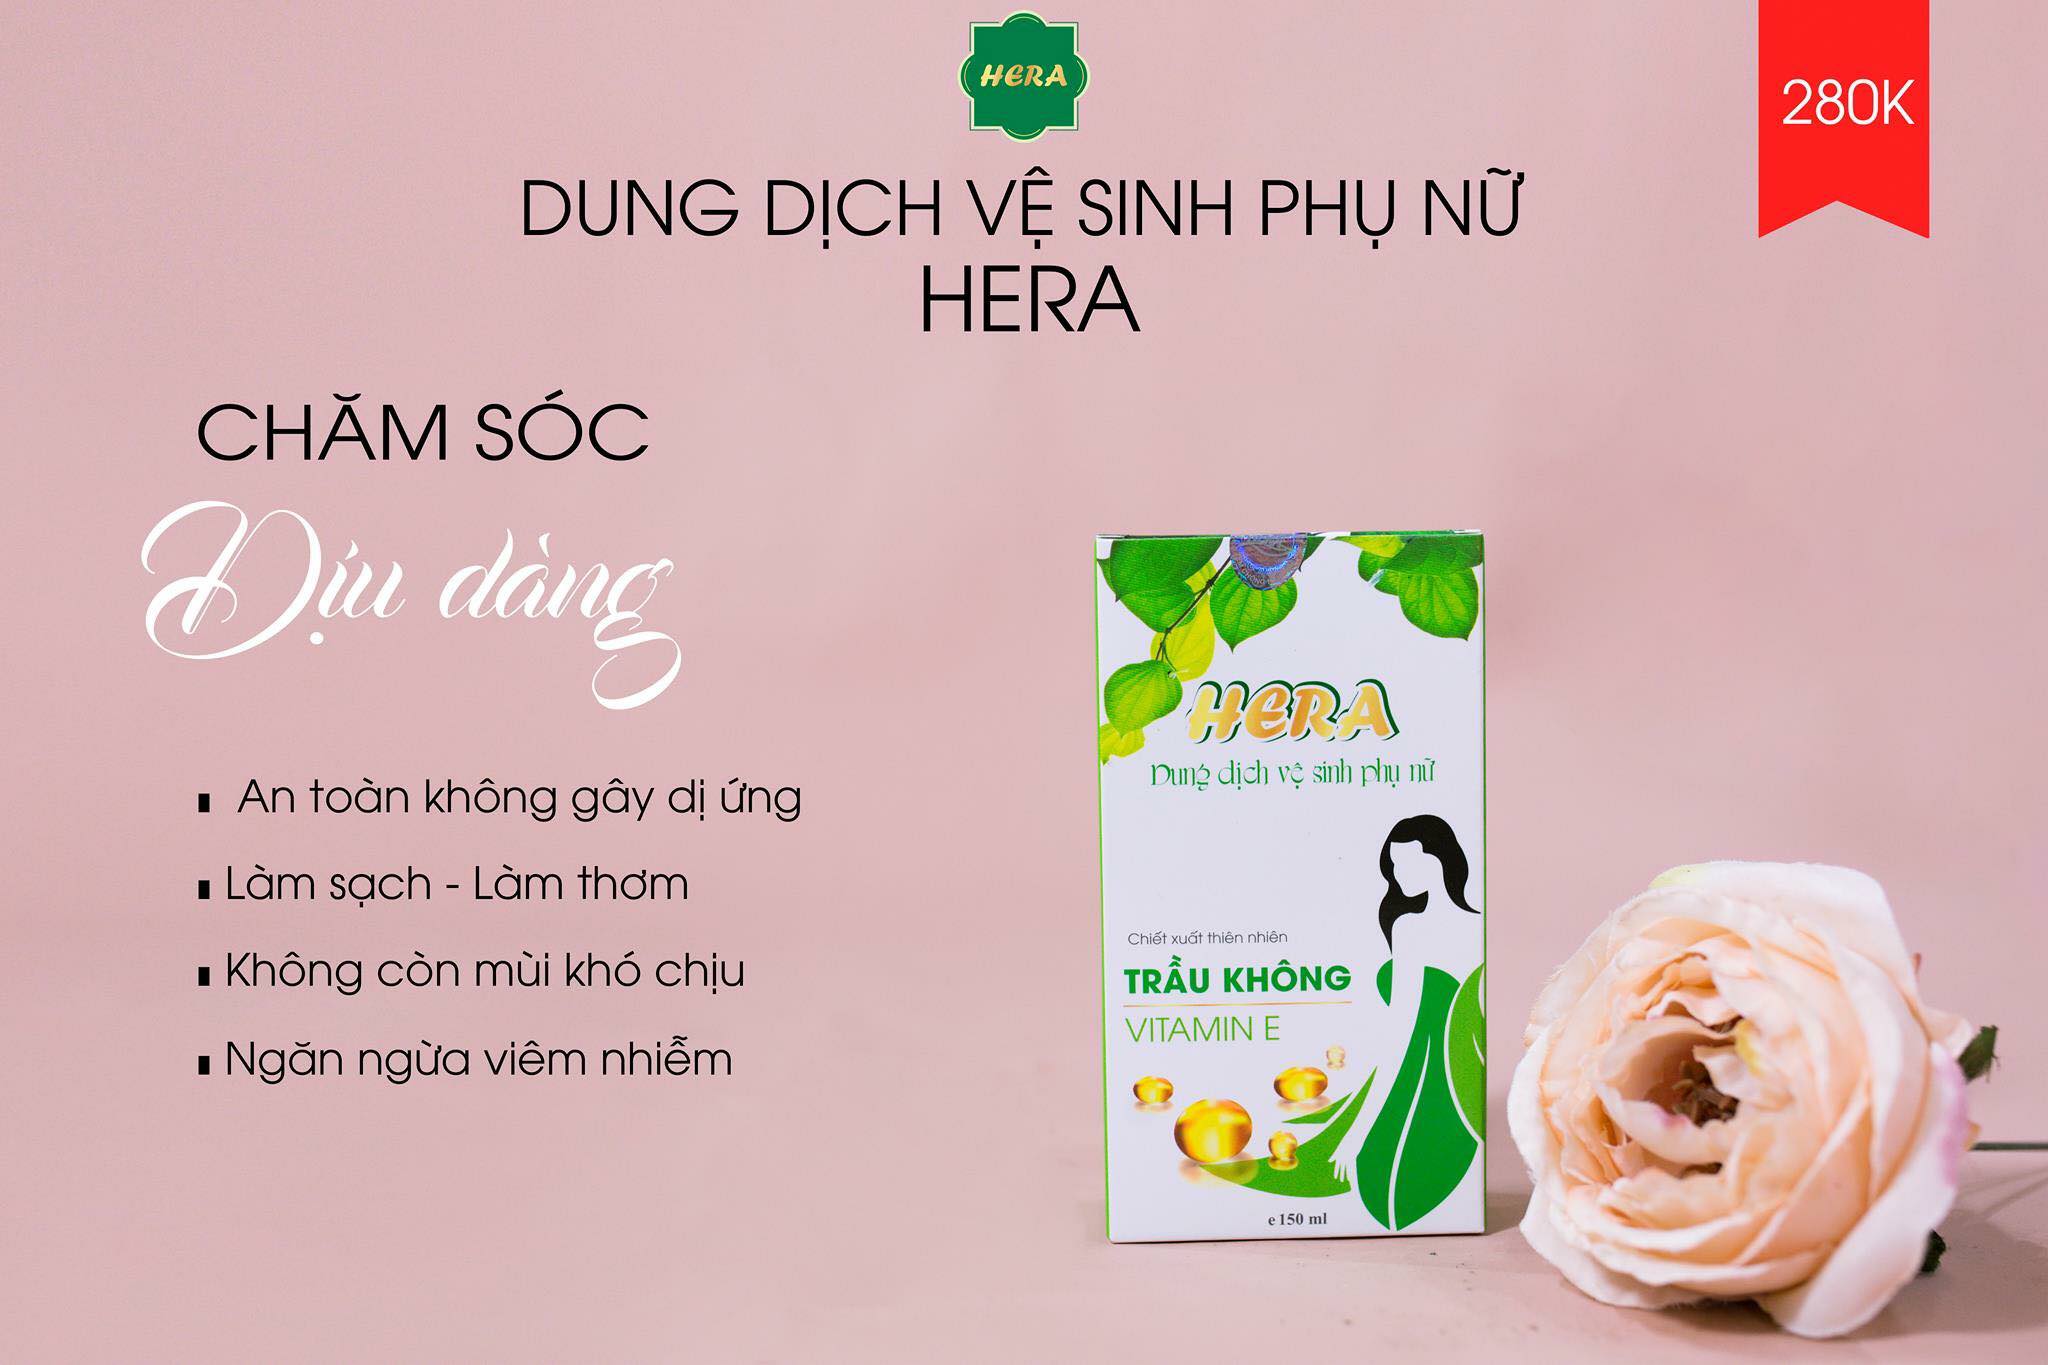 HERA
280K
DUNG DỊCH VỆ SINH PHỤ NỮ
HERA
CHĂM SÓC
Dịu dàng
An toàn không gây dị ứng
Làm sạch - Làm thơm
Không còn mùi khó chịu
Ngăn ngừa viêm nhiễm
HERA
Dung dịch vệ sinh phụ nữ
Chiết xuất thiên nhiên
TRẦU KHÔNG
VITAMIN E
e 150 ml